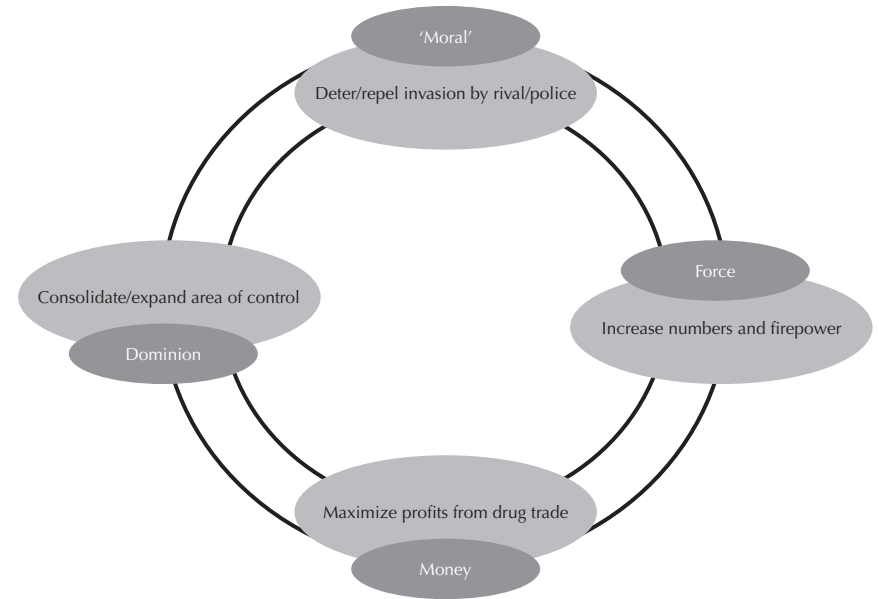 ‘Moral’
Deter/repel invasion by rival/police
Force
Increase numbers and firepower
Consolidate/expand area of control
Dominion
Maximize profits from drug trade
Money